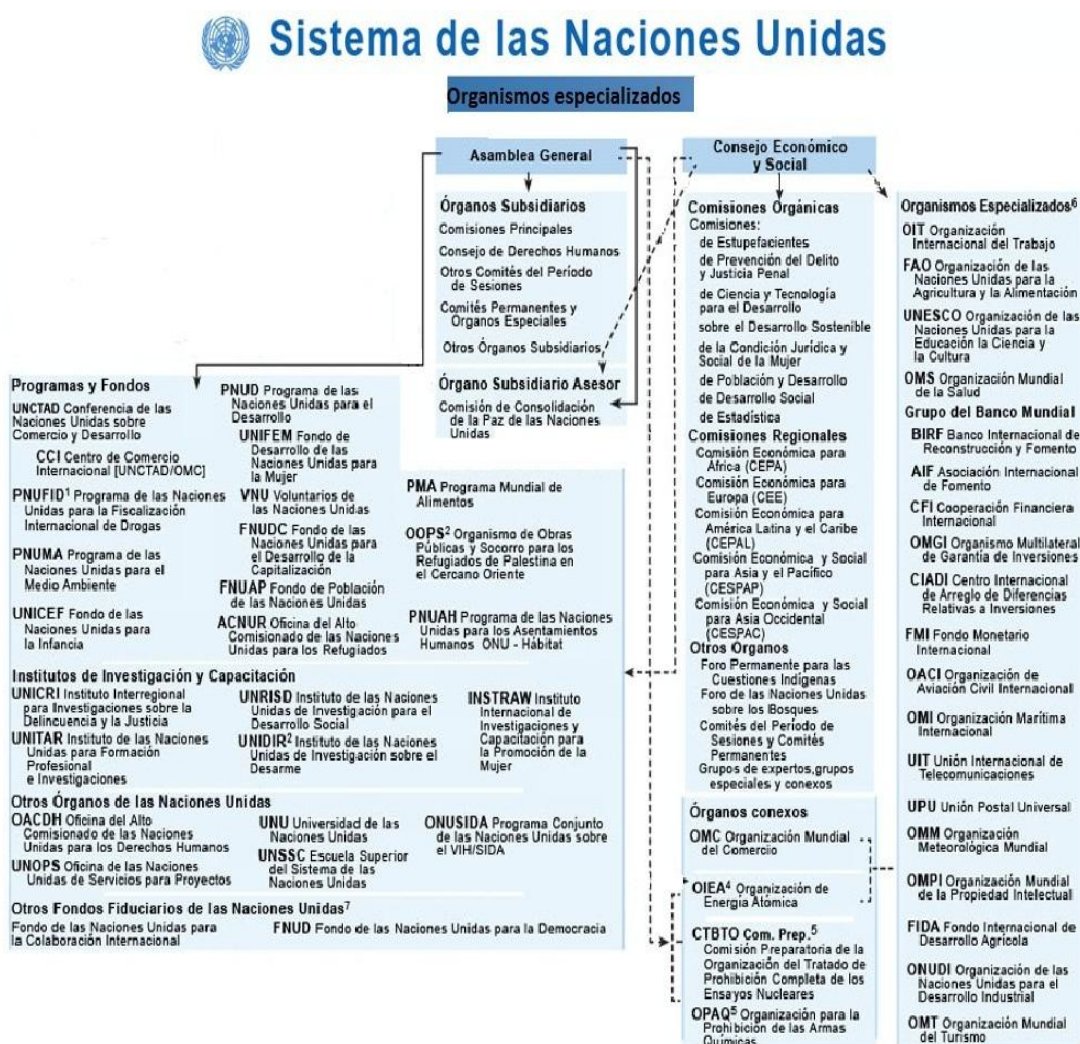 Sistema de las Naciones Unidas
Organismos especializados
Asamblea General
Órganos Subsidiarios
Comisiones Principales
Consejo de Derechos Humanos
Otros Comités del Período
de Sesiones
Comités Permanentes y
Órganos Especiales
Otros Órganos Subsidiarios
Órgano Subsidiario Asesor
Comisión de Consolidación
de la Paz de las Naciones
Unidas
Consejo Económico
y Social
Comisiones Orgánicas
Comisiones:
de Estupefacientes
de Prevención del Delito
y Justicia Penal
de Ciencia y Tecnología
para el Desarrollo
sobre el Desarrollo Sostenible
de la Condición Jurídica y
Social de la Mujer
de Población y Desarrollo
de Desarrollo Social
de Estadística
Comisiones Regionales
Comisión Económica para
África (CEPA)
Comisión Económica para
Europa (CEE)
Comisión Económica para
América Latina y el Caribe
(CEPAL)
Comisión Económica y Social
para Asia y el Pacífico
(CESPAP)
Comisión Económica y Social
para Asia Occidental
(CESPAC)
Otros Órganos
Foro Permanente para las
Cuestiones Indígenas
Foro de las Naciones Unidas
sobre los Bosques
Comités del Período de
Sesiones y Comités
Permanentes
Grupos de expertos,grupos
especiales y conexos
Órganos conexos
OMC Organización Mundial
del Comercio
OIEA4 Organización de
Energía Atómica
CTBTO Com. Prep.5
Comisión Preparatoria de la
Organización del Tratado de
Prohibición Completa de los
Ensayos Nucleares
OPAQ5 Organización para la
Prohibición de las Armas
Químicas
Organismos Especializados6
OIT Organización
Internacional del Trabajo
FAO Organización de las
Naciones Unidas para la
Agricultura y la Alimentación
UNESCO Organización de las
Naciones Unidas para la
Educación la Ciencia y
la Cultura
OMS Organización Mundial
de la Salud
Grupo del Banco Mundial
BIRF Banco Internacional de
Reconstrucción y Fomento
AIF Asociación Internacional
de Fomento
CFI Cooperación Financiera
Internacional
OMGI Organismo Multilateral
de Garantía de Inversiones
CIADI Centro Internacional
de Arreglo de Diferencias
Relativas a Inversiones
FMI Fondo Monetario
Internacional
OACI Organización de
Aviación Civil Internacional
OMI Organización Marítima
Internacional
UIT Unión Internacional de
Telecomunicaciones
UPU Unión Postal Universal
OMM Organización
Meteorológica Mundial
OMPI Organización Mundial
de la Propiedad Intelectual
FIDA Fondo Internacional de
Desarrollo Agrícola
ONUDI Organización de las
Naciones Unidas para el
Desarrollo Industrial
OMT Organización Mundial
del Turismo
Programas y Fondos
UNCTAD Conferencia de las
Naciones Unidas sobre
Comercio y Desarrollo
CCI Centro de Comercio
Internacional [UNCTAD/OMC]
PNUFID1 Programa de las Naciones
Unidas para la Fiscalización
Internacional de Drogas
PNUMA Programa de las
Naciones Unidas para el
Medio Ambiente
UNICEF Fondo de las
Naciones Unidas para
la Infancia
PNUD Programa de las
Naciones Unidas para el
Desarrollo
UNIFEM Fondo de
Desarrollo de las
Naciones Unidas para
la Mujer
VNU Voluntarios de
las Naciones Unidas
FNUDC Fondo de las
Naciones Unidas para
el Desarrollo de la
Capitalización
FNUAP Fondo de Población
de las Naciones Unidas
ACNUR Oficina del Alto
Comisionado de las Naciones
Unidas para los Refugiados
PMA Programa Mundial de
Alimentos
OOPS2 Organismo de Obras
Públicas y Socorro para los
Refugiados de Palestina en
el Cercano Oriente
PNUAH Programa de las Naciones
Unidas para los Asentamientos
Humanos ONU - Hábitat
Institutos de Investigación y Capacitación
UNICRI Instituto Interregional
para Investigaciones sobre la
Delincuencia y la Justicia
UNITAR Instituto de las Naciones
Unidas para Formación
Profesional
e Investigaciones
UNRISD Instituto de las Naciones
Unidas de Investigación para el
Desarrollo Social
UNIDIR2 Instituto de las Naciones
Unidas de Investigación sobre el
Desarme
INSTRAW Instituto
Internacional de
Investigaciones y
Capacitación para
la Promoción de la
Mujer
Otros Órganos de las Naciones Unidas
OACDH Oficina del Alto
Comisionado de las Naciones
Unidas para los Derechos Humanos
UNOPS Oficina de las Naciones
Unidas de Servicios para Proyectos
UNU Universidad de las
Naciones Unidas
UNSSC Escuela Superior
del Sistema de las
Naciones Unidas
ONUSIDA Programa Conjunto
de las Naciones Unidas sobre
el VIH/SIDA
Otros Fondos Fiduciarios de las Naciones Unidas7
Fondo de las Naciones Unidas para
la Colaboración Internacional
FNUD Fondo de las Naciones Unidas para la Democracia